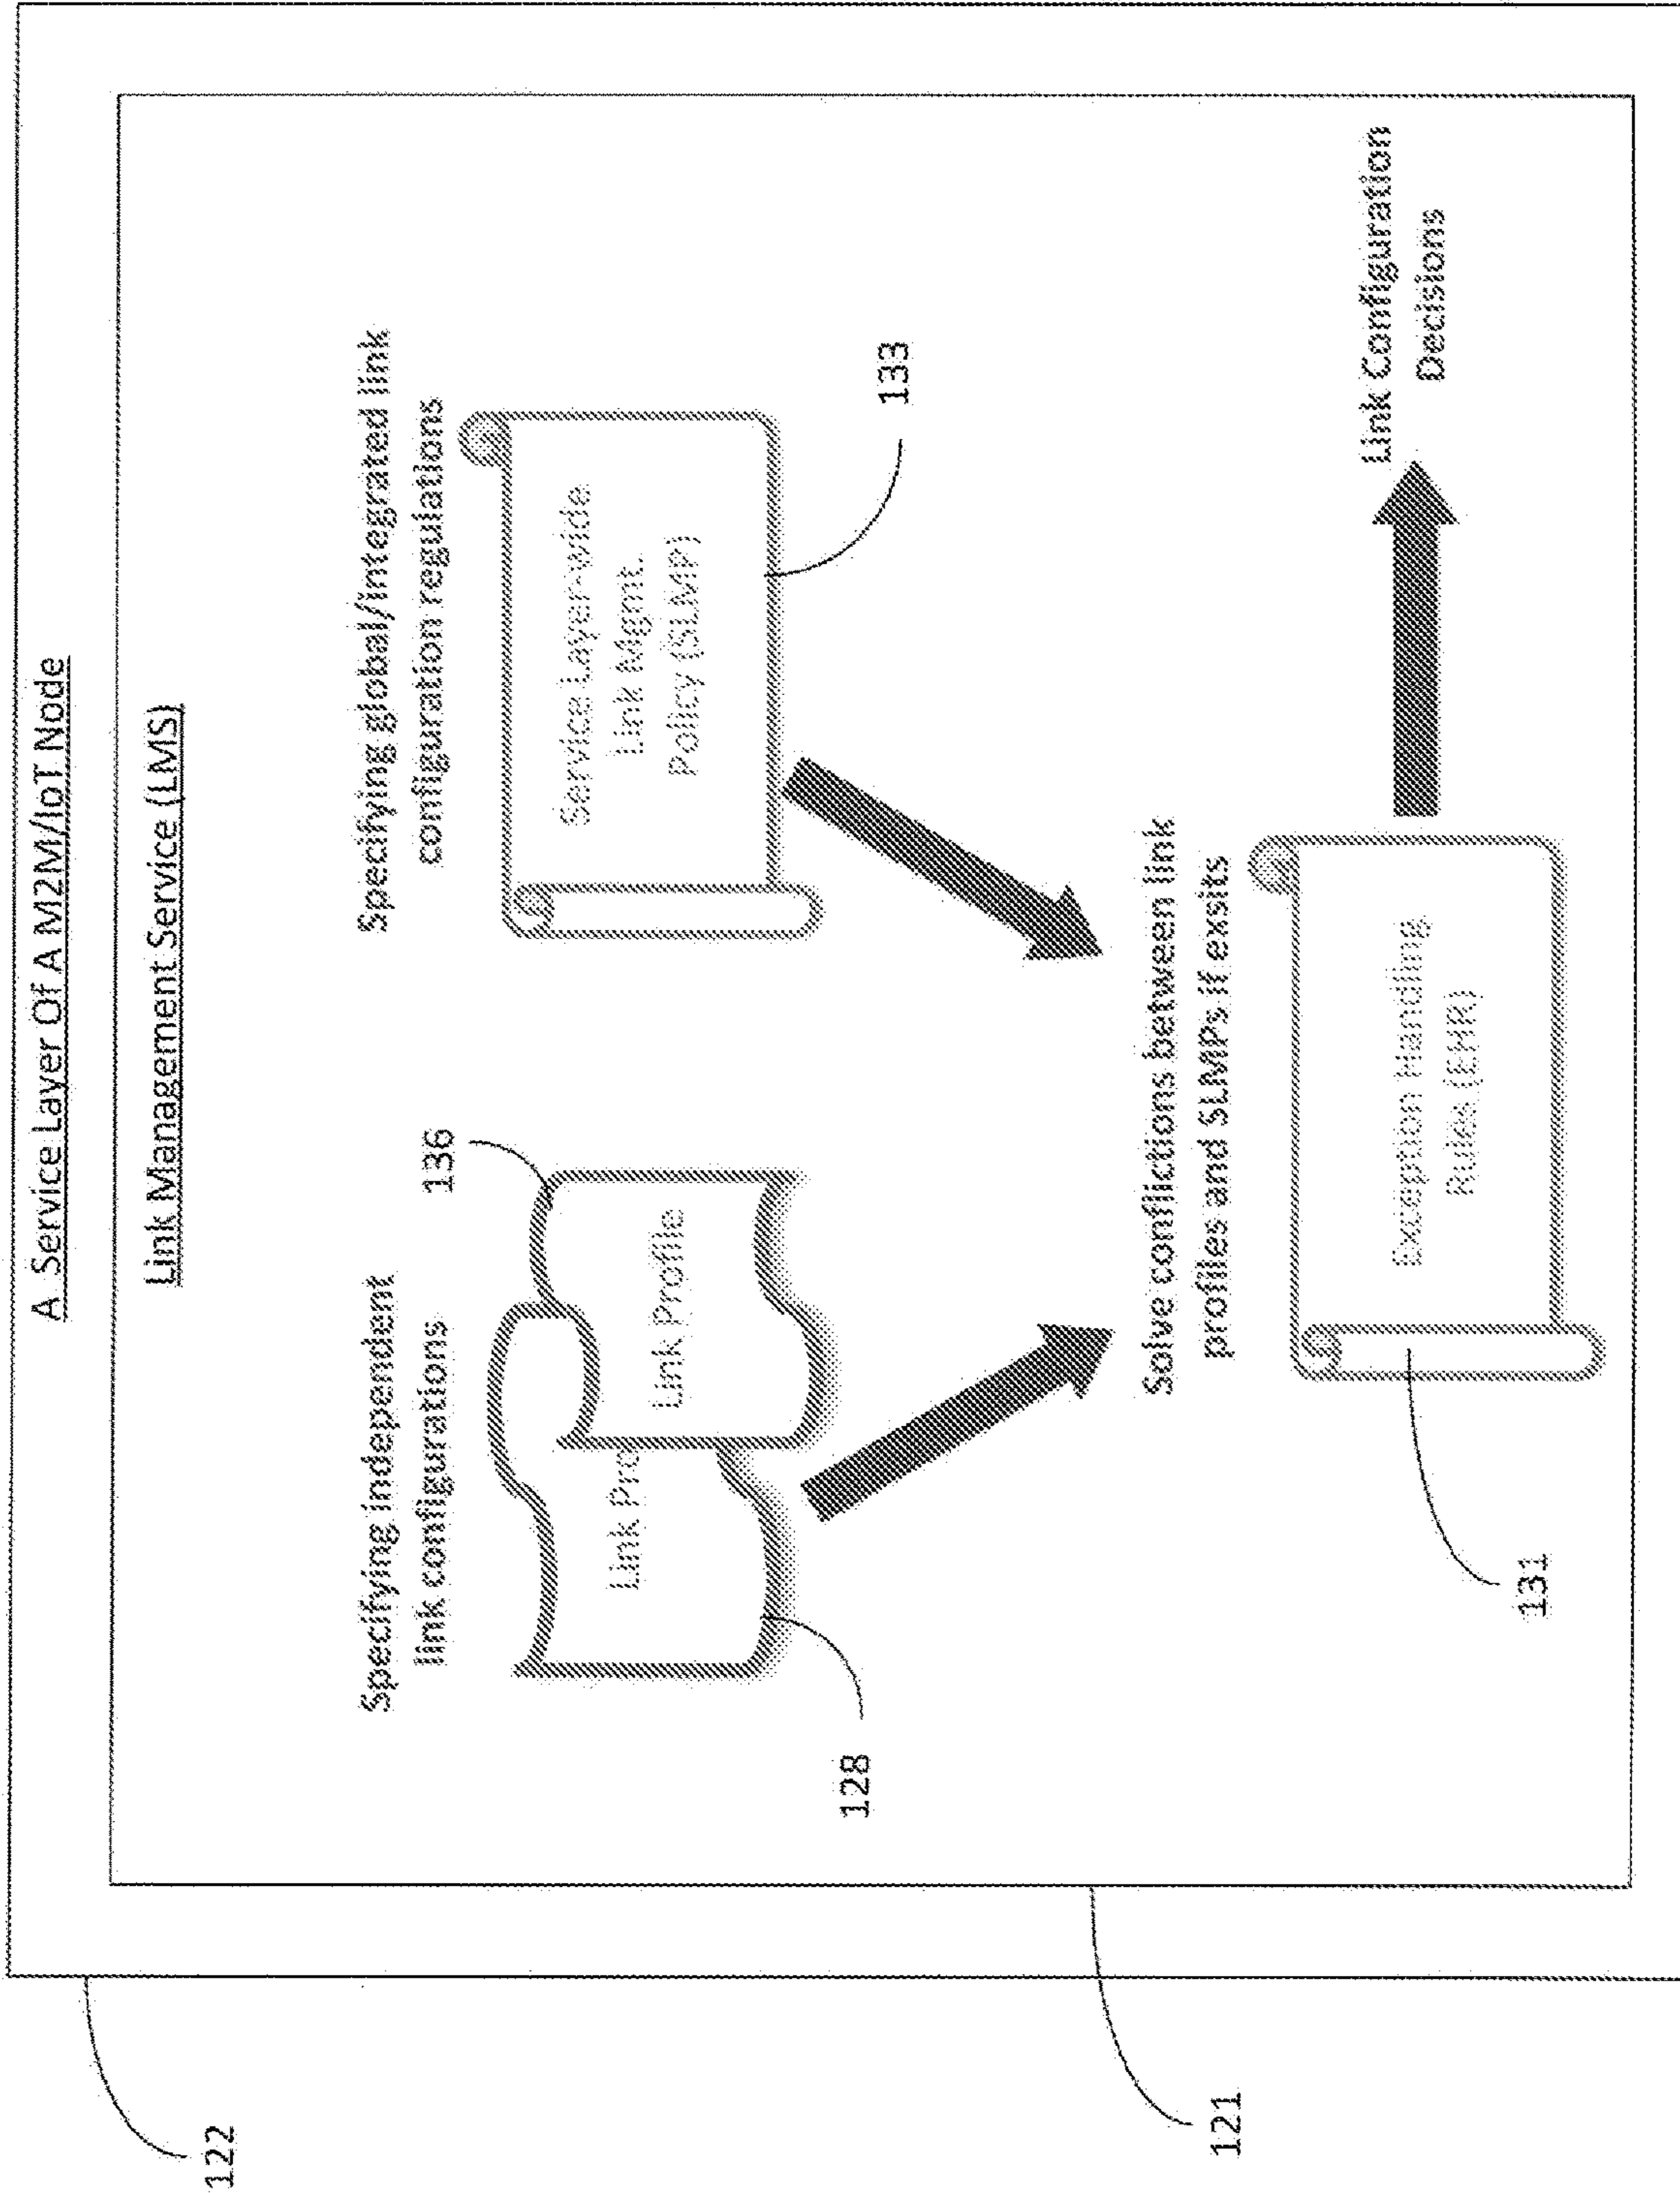 A Service Layer Of A M2M/IoT Node
Link Management Service (LMS)
Specifying independent
link configurations
136
Link Pro
Link Profile
128
Specifying global/integrated link
configuration regulations
Service Layer-wide
Link Mgmt.
Policy (SLMP)
133
Solve conflictions between link
profiles and SLMPs if exsits
Exception Handling
Rules (EHR)
131
Link Configuration
Decisions
122
121